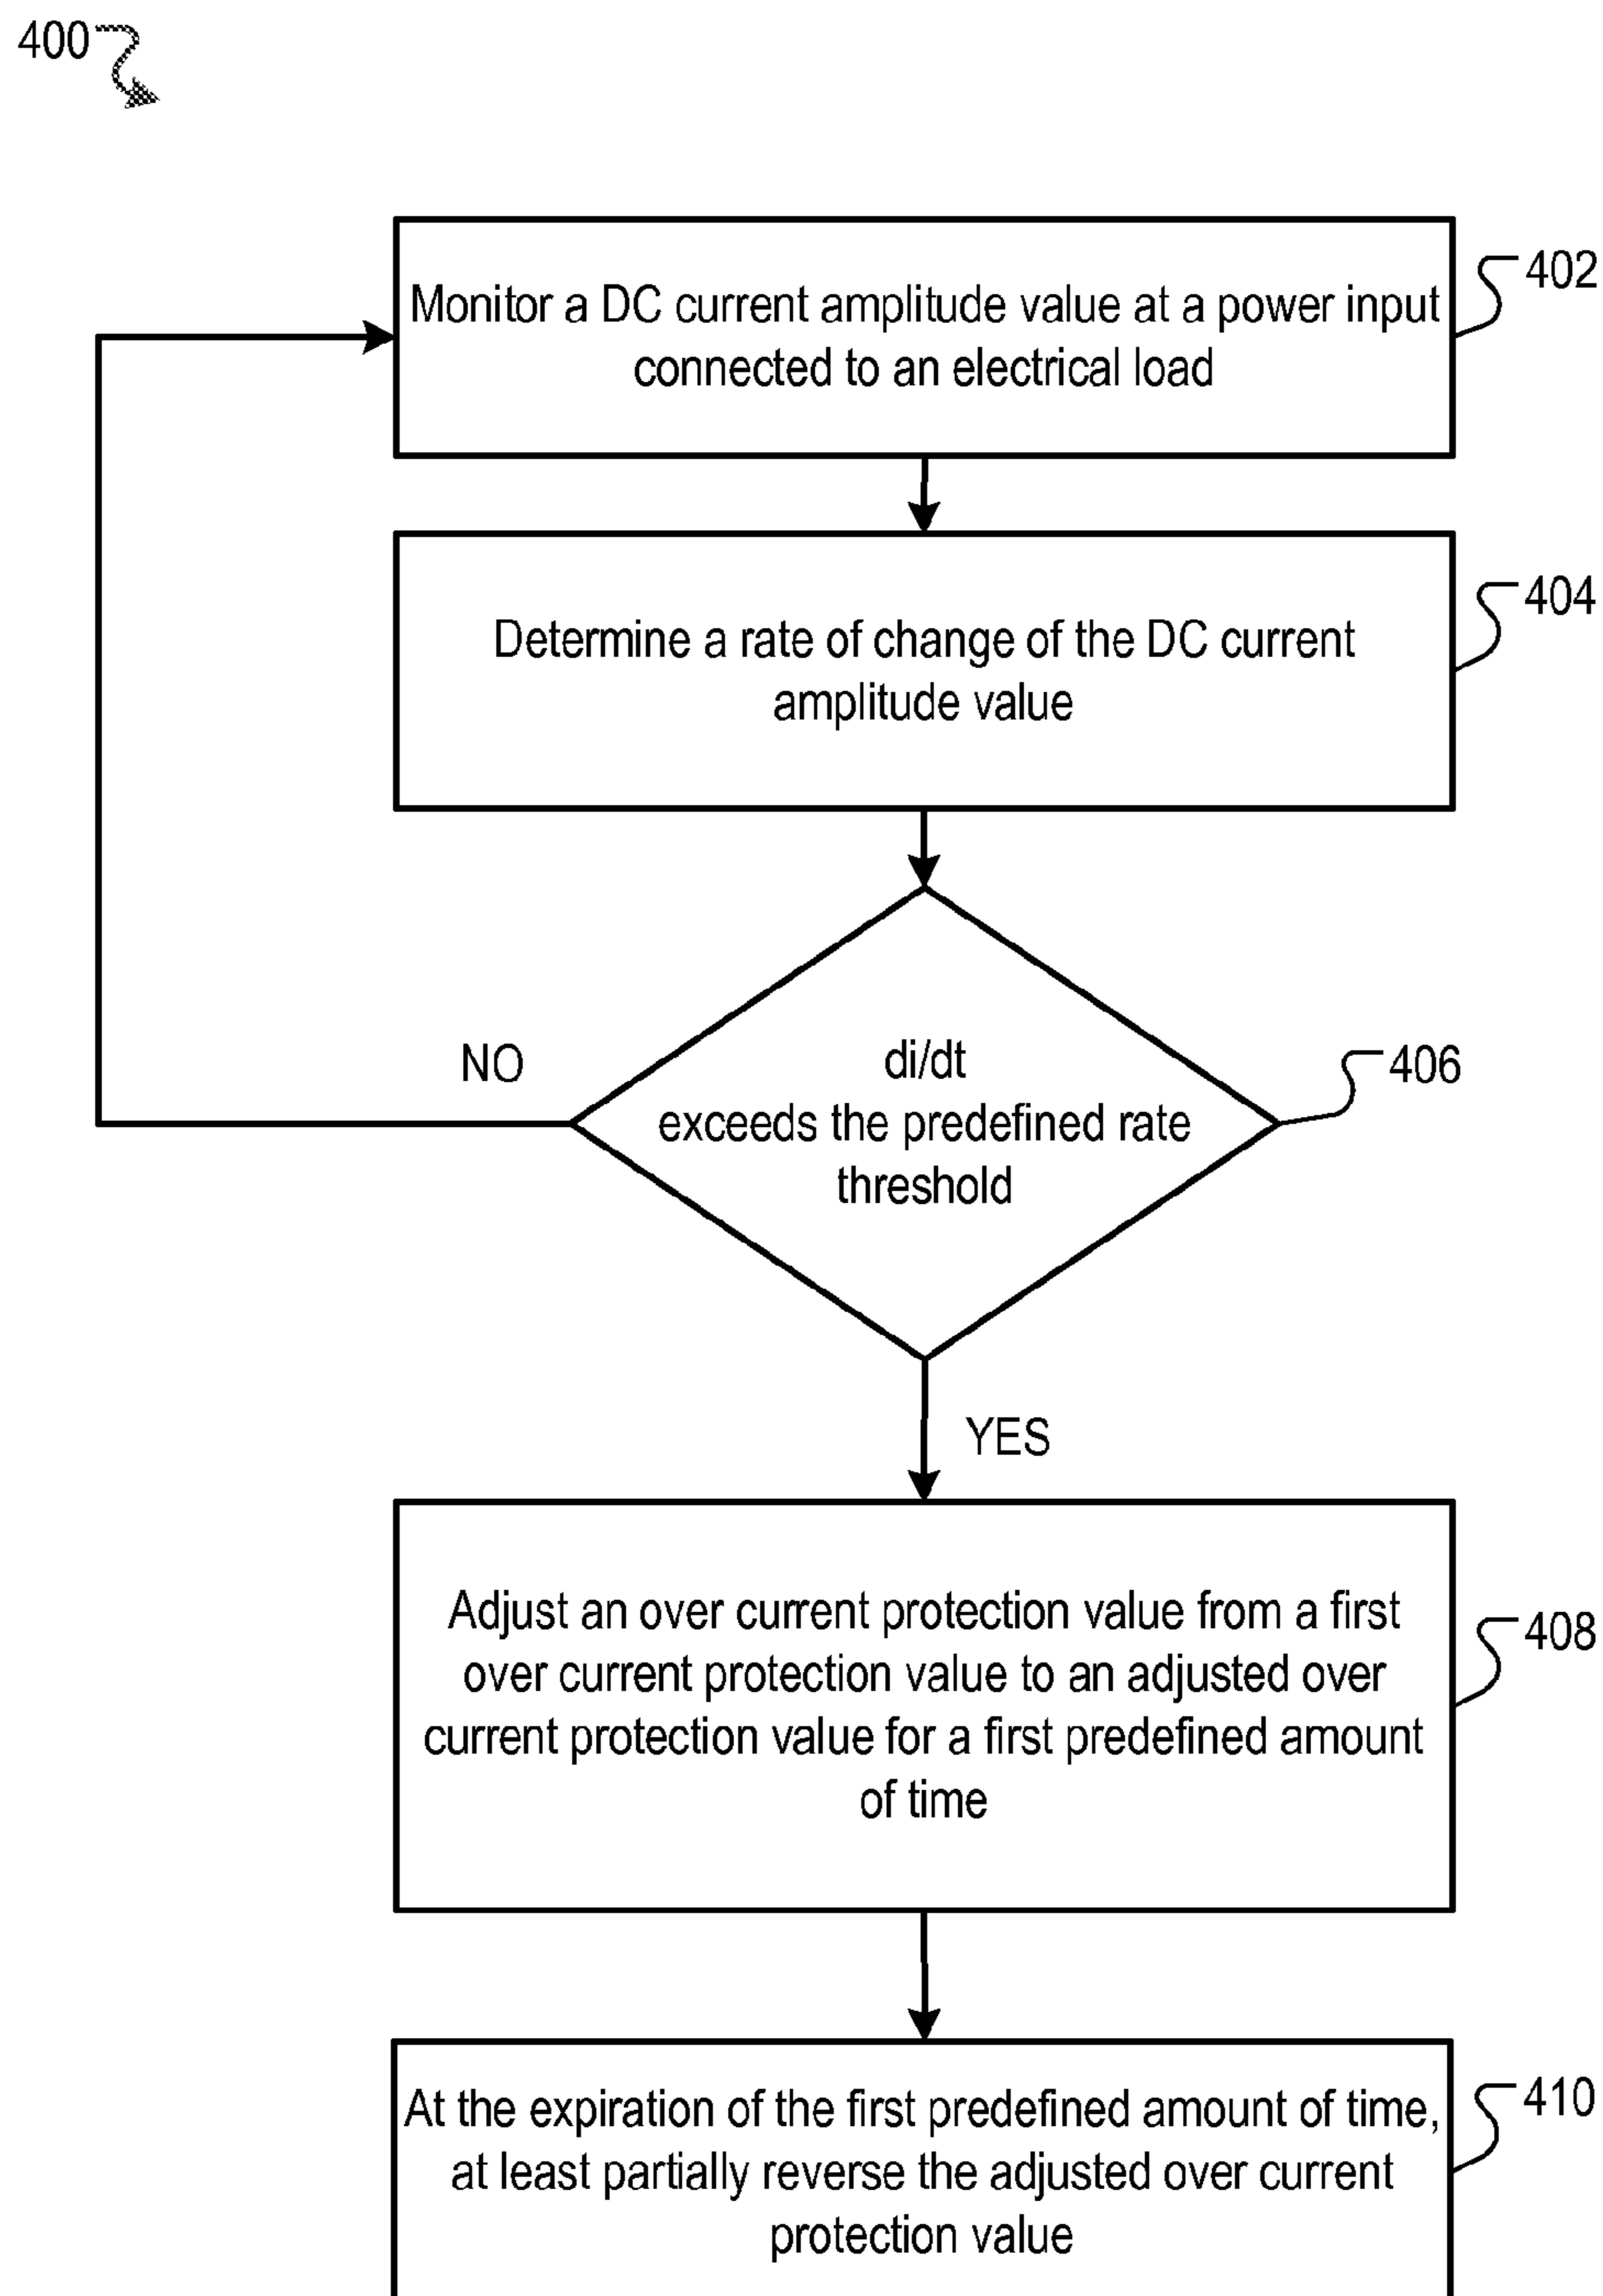 400
Monitor a DC current amplitude value at a power input
connected to an electrical load
402
Determine a rate of change of the DC current
amplitude value
404
di/dt
exceeds the predefined rate
threshold
406
NO
YES
Adjust an over current protection value from a first
over current protection value to an adjusted over
current protection value for a first predefined amount
of time
408
At the expiration of the first predefined amount of time,
at least partially reverse the adjusted over current
protection value
410